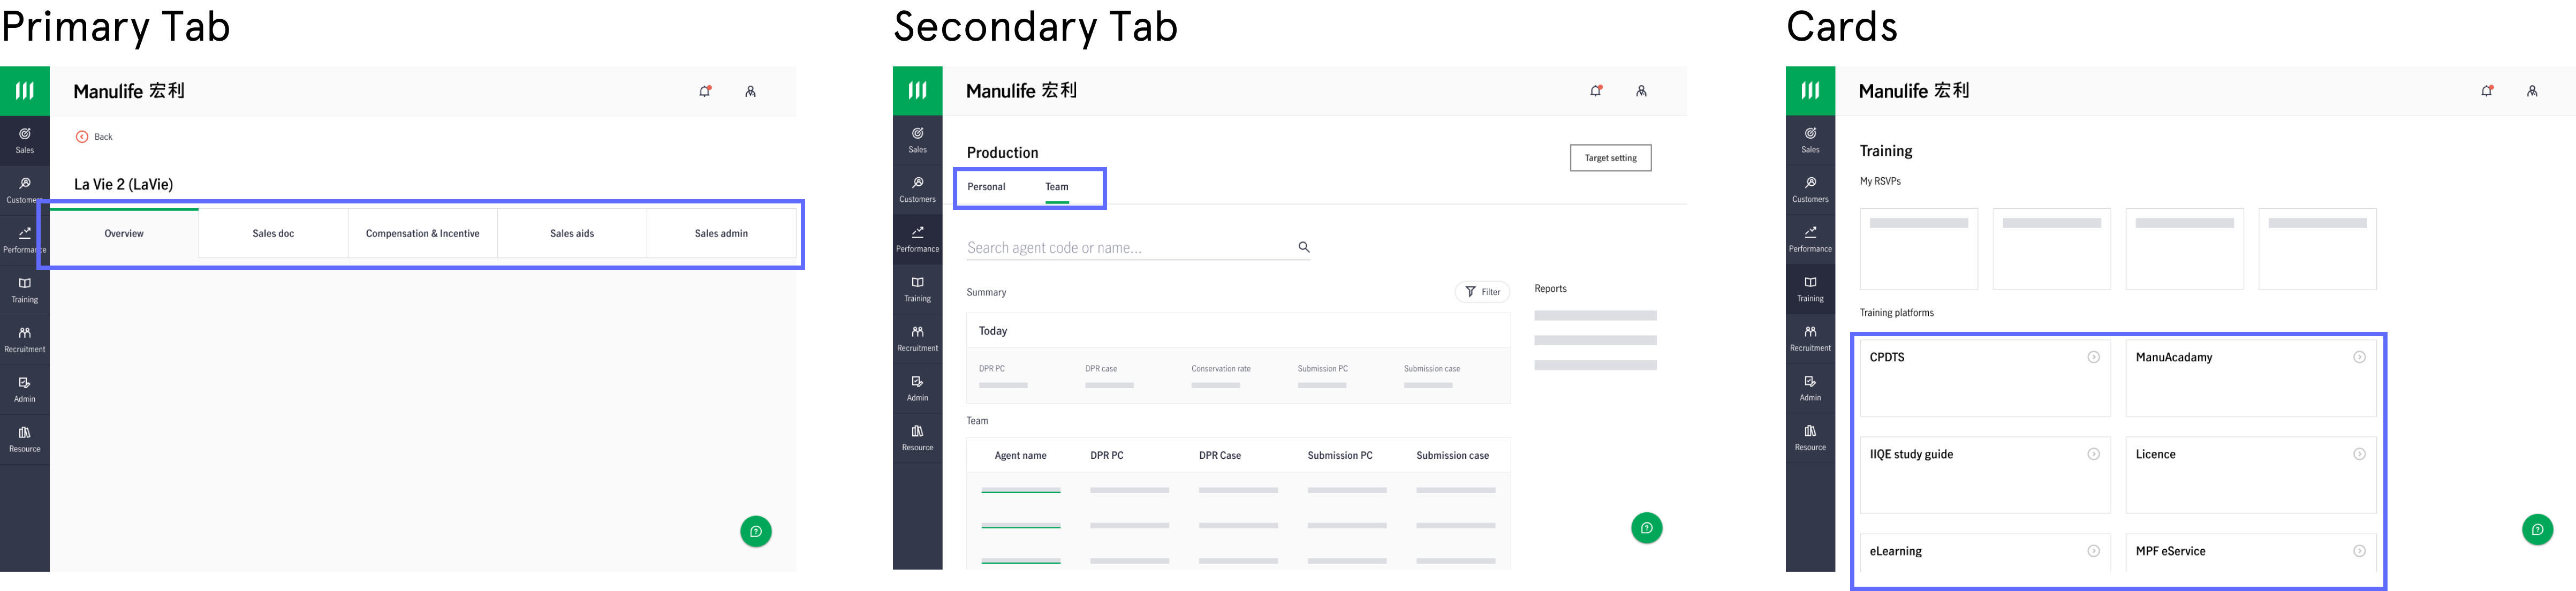 Primary Tab
Manulife 宏利
Sales
Customers
Performance
Training
Recruitment
Admin
Resource
Back
La Vie 2 (LaVie)
Overview
Sales doc
Compensation & Incentive
Sales aids
Sales admin
Secondary Tab
Manulife 宏利
Sales
Customers
Performance
Training
Recruitment
Admin
Resource
Production
Target setting
Personal
Team
Search agent code or name...
Summary
Filter
Reports
Today
DPR PC
DPR case
Conservation rate
Submission PC
Submission case
Team
Agent name
DPR PC
DPR Case
Submission PC
Submission case
Cards
Manulife 宏利
Sales
Customers
Performance
Training
Recruitment
Admin
Resource
Training
My RSVPs
Training platforms
CPDTS
ManuAcadamy
IIQE study guide
Licence
eLearning
MPF eService